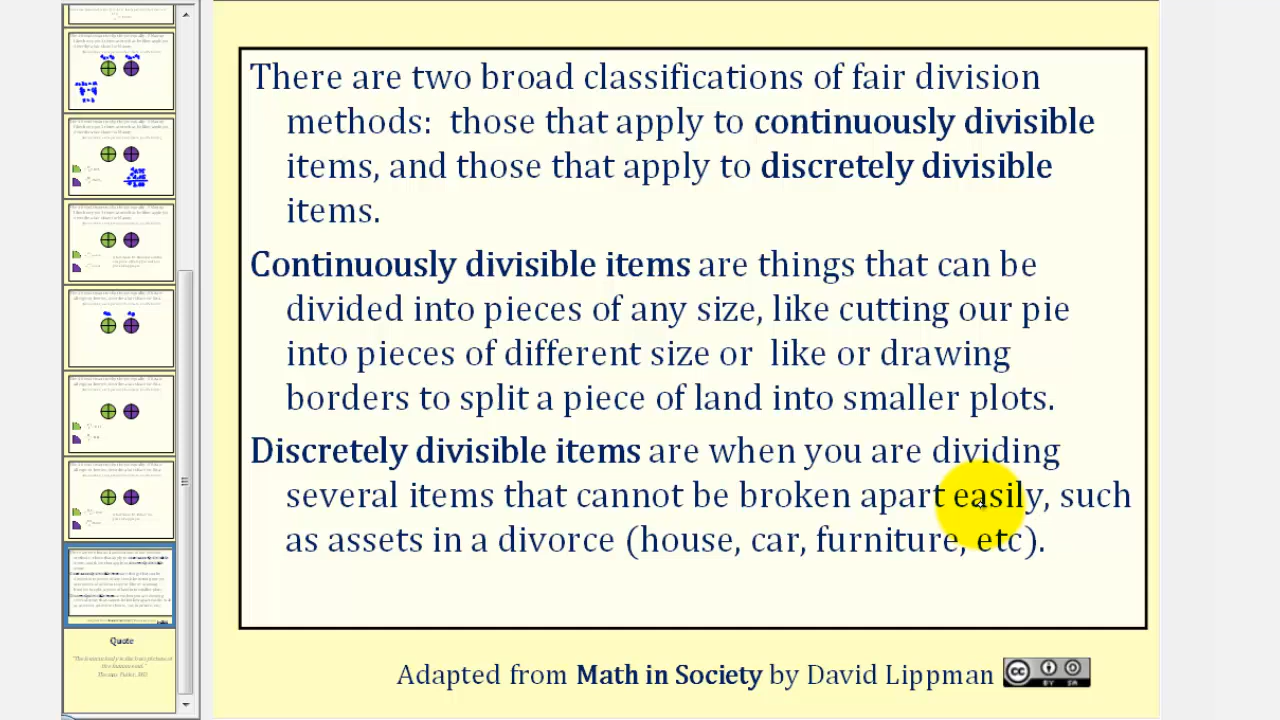 There are two broad classifications of fair division
methods: those that apply to continuously divisible
items, and those that apply to discretely divisible
items.
Continuously divisible items are things that can be
divided into pieces of any size, like cutting our pie
into pieces of different size or like or drawing
borders to split a piece of land into smaller plots.
Discretely divisible items are when you are dividing
several items that cannot be broken apart easily, such
as assets in a divorce (house, car, furniture, etc).
Adapted from Math in Society by David Lippman
cc
BY SA
Quote